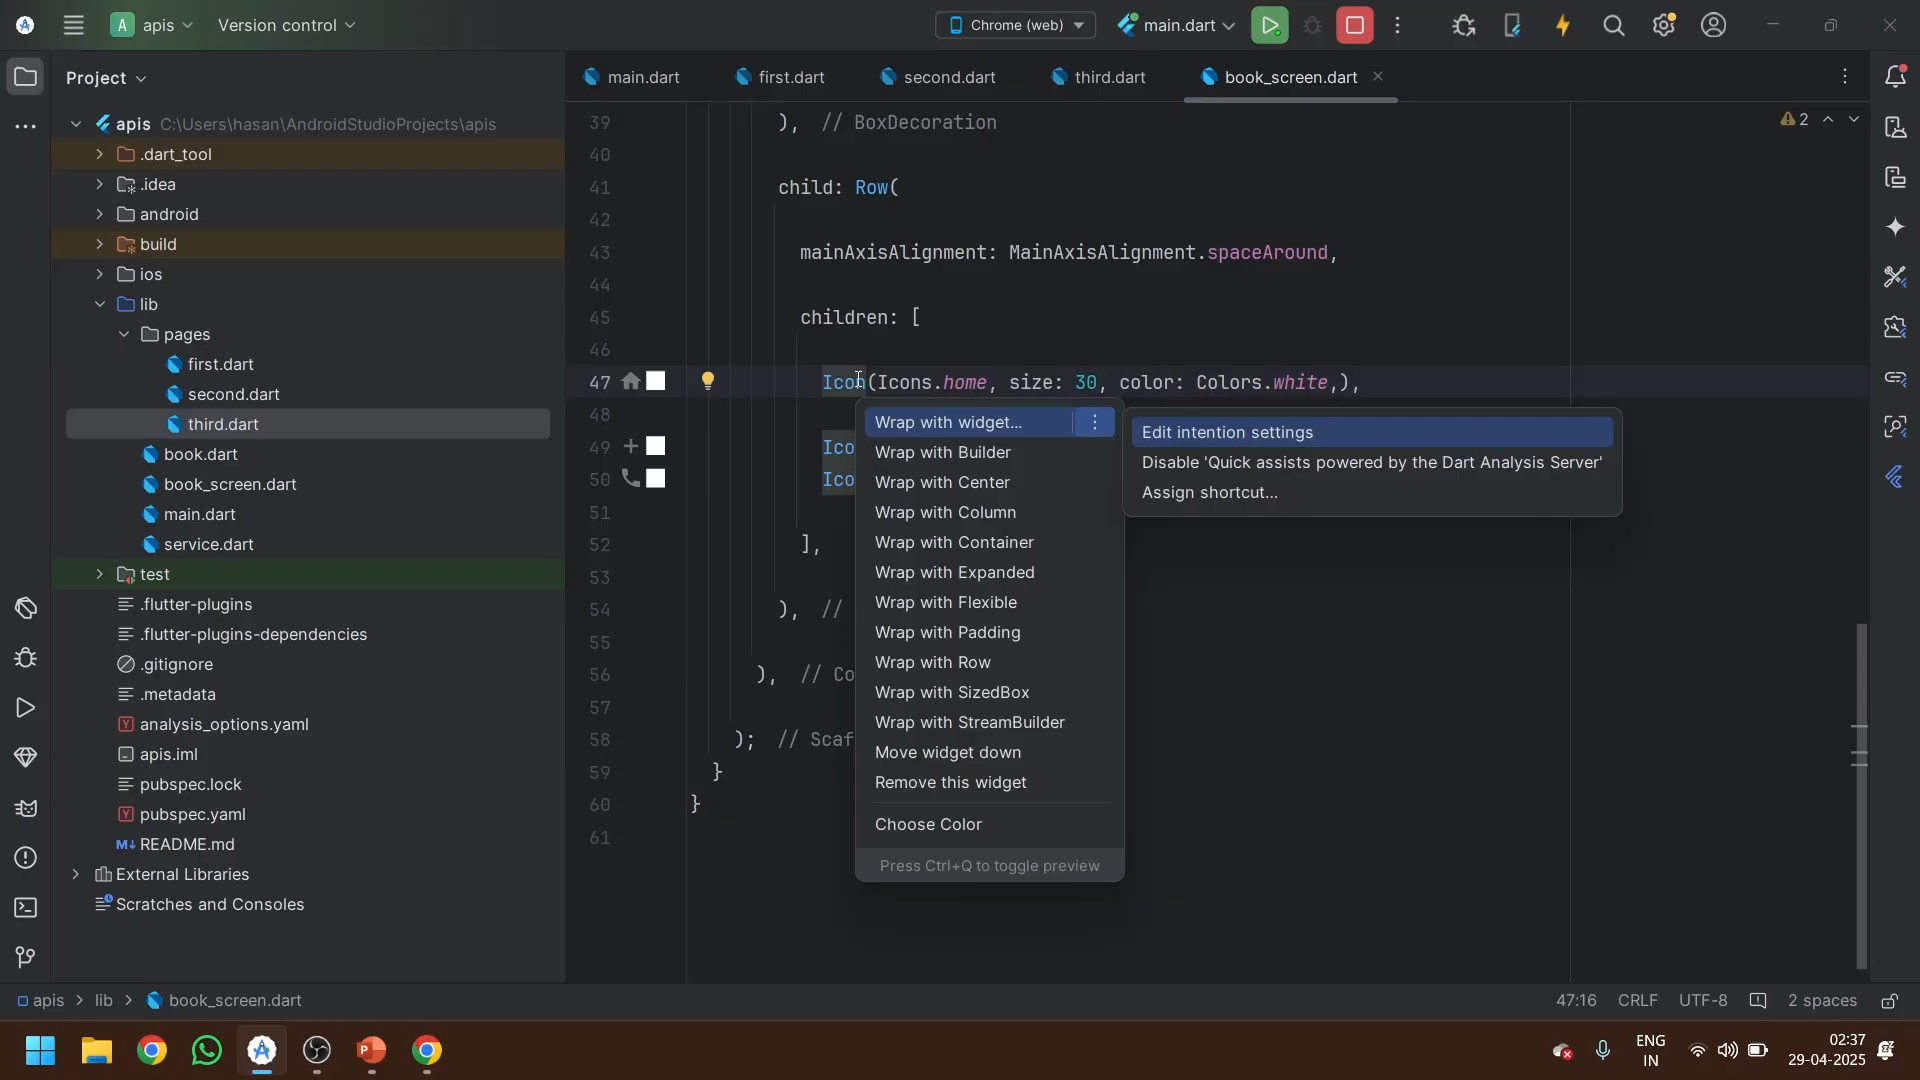 A apis Version control
Chrome (web) main.dart
Project
main.dart first.dart second.dart third.dart book_screen.dart
apis C:\Users\hasan\AndroidStudioProjects\apis
.dart_tool
.idea
android
build
ios
lib
pages
first.dart
second.dart
third.dart
book.dart
book_screen.dart
main.dart
service.dart
test
.flutter-plugins
.flutter-plugins-dependencies
.gitignore
.metadata
analysis_options.yaml
apis.iml
pubspec.lock
pubspec.yaml
README.md
External Libraries
Scratches and Consoles
2
39 ), // BoxDecoration
40
41 child: Row(
42
43 mainAxisAlignment: MainAxisAlignment.spaceAround,
44
45 children: [
46
47 Icon(Icons.home, size: 30, color: Colors.white,),
48
49 Ico
50 Ico
51
52 ],
53
54 ), //
55
56 ), // Co
57
58 ); // Scaf
59 }
60 }
61
Wrap with widget...
Wrap with Builder
Wrap with Center
Wrap with Column
Wrap with Container
Wrap with Expanded
Wrap with Flexible
Wrap with Padding
Wrap with Row
Wrap with SizedBox
Wrap with StreamBuilder
Move widget down
Remove this widget
Choose Color
Press Ctrl+Q to toggle preview
Edit intention settings
Disable 'Quick assists powered by the Dart Analysis Server'
Assign shortcut...
apis > lib > book_screen.dart
47:16 CRLF UTF-8 2 spaces
ENG
IN
02:37
29-04-2025